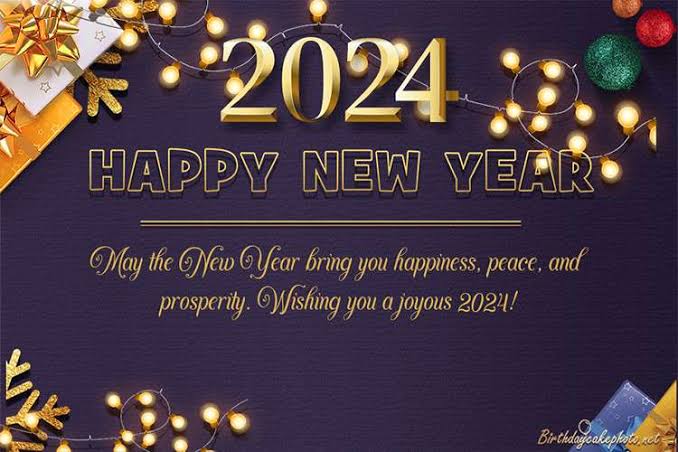 2024
HAPPY NEW YEAR
May the New Year bring you happiness, peace, and
prosperity. Wishing you a joyous 2024!
Birthdaycakephoto.net